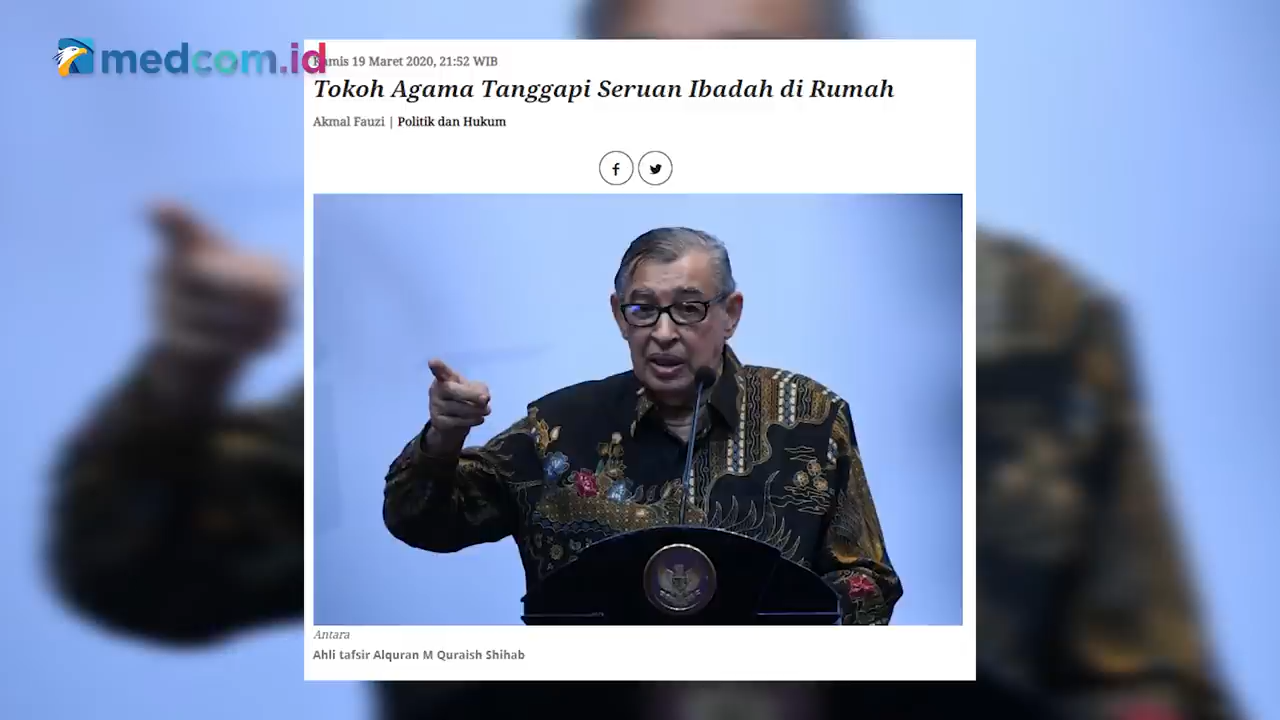 medcom.id
Kamis 19 Maret 2020, 21:52 WIB
Tokoh Agama Tanggapi Seruan Ibadah di Rumah
Akmal Fauzi | Politik dan Hukum
Antara
Ahli tafsir Alquran M Quraish Shihab